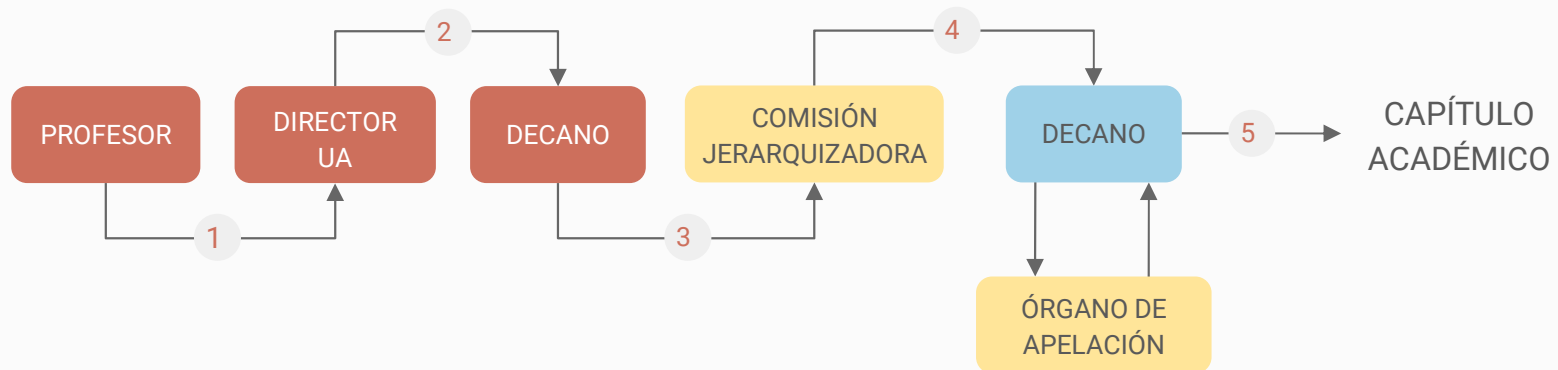 2
4
PROFESOR
DIRECTOR
UA
DECANO
COMISIÓN
JERARQUIZADORA
DECANO
5
CAPÍTULO
ACADÉMICO
1
3
ÓRGANO DE
APELACIÓN